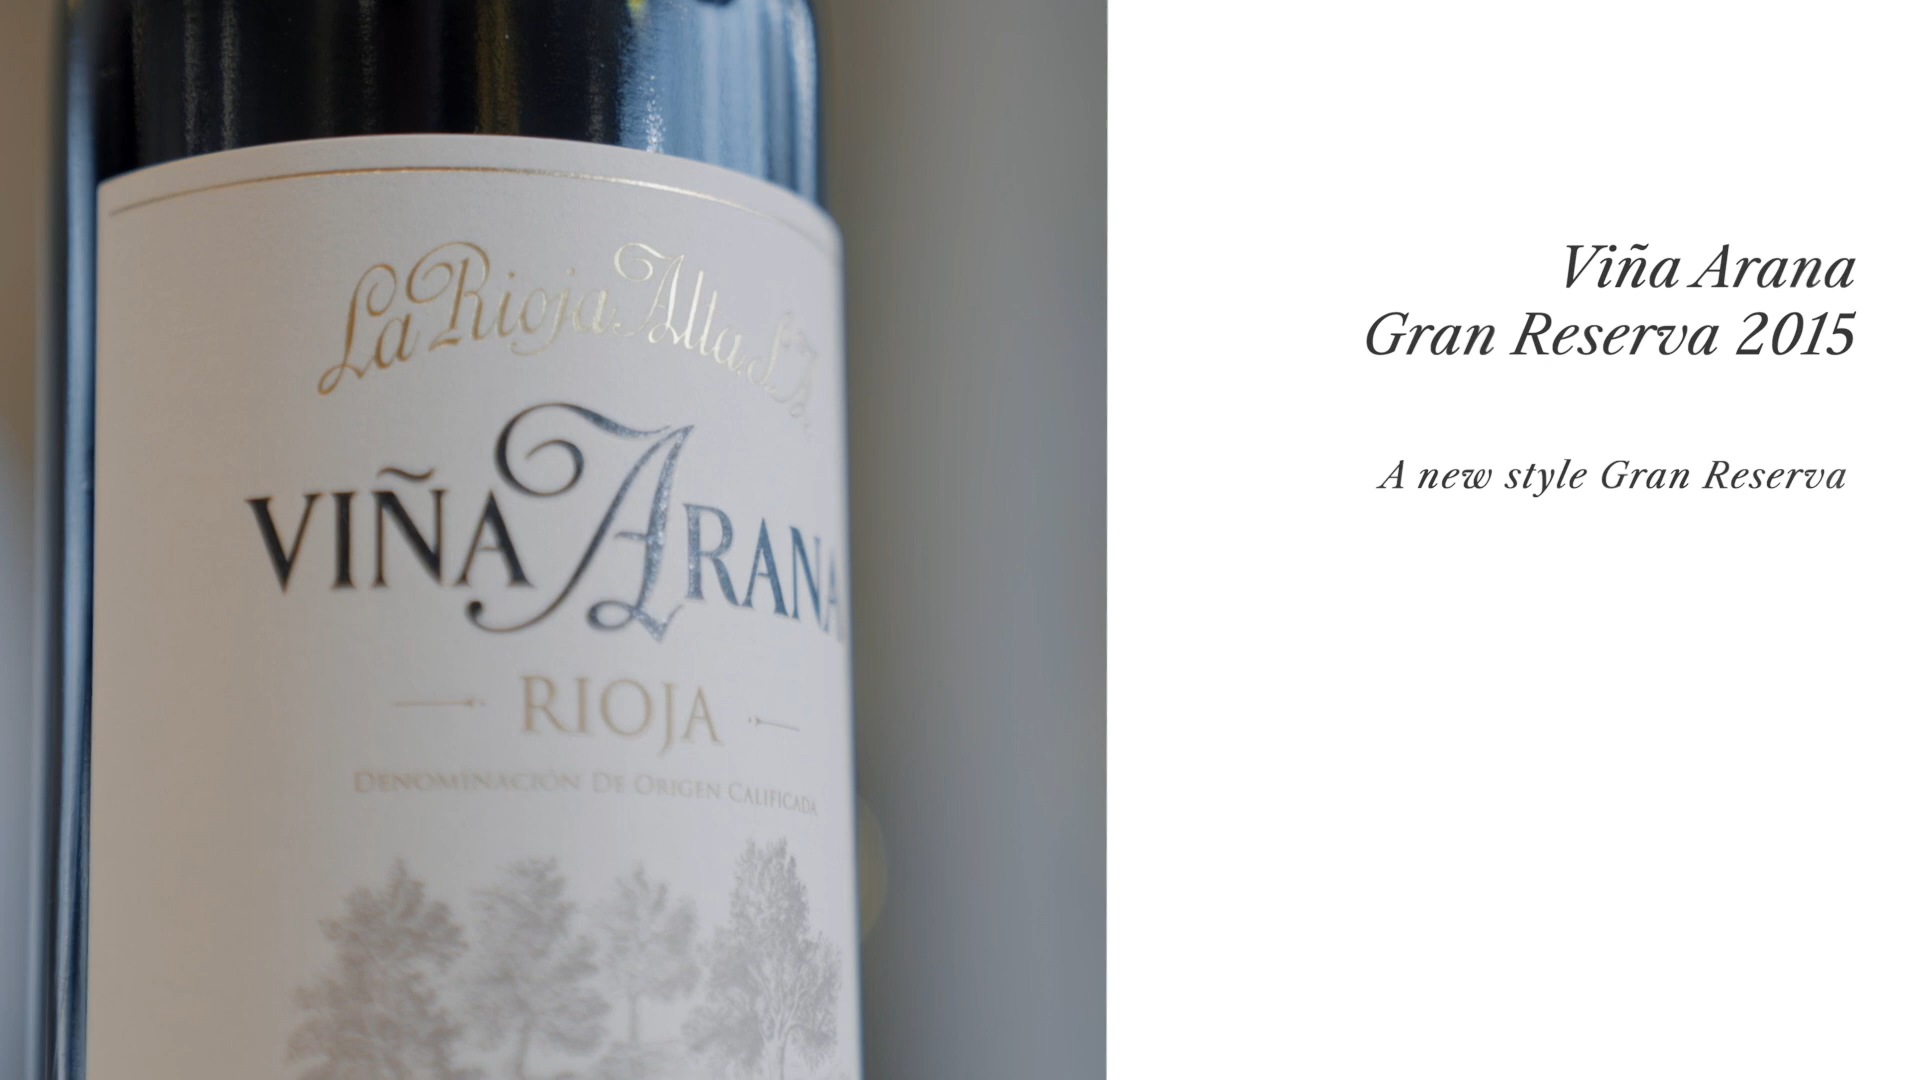 La Rioja Alta, S.A.
VIÑA ARANA
RIOJA
DENOMINACIÓN DE ORIGEN CALIFICADA
Viña Arana
Gran Reserva 2015
A new style Gran Reserva